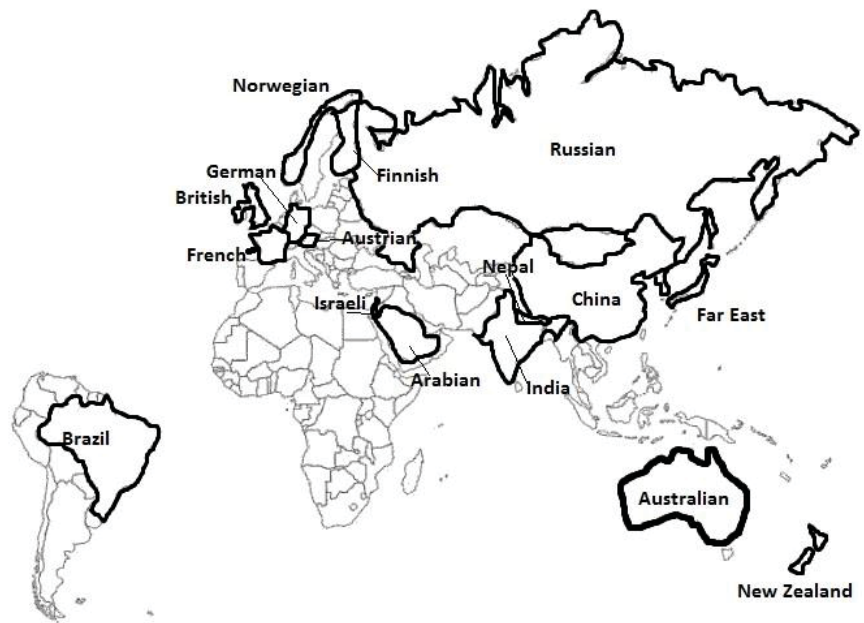 Norwegian
Russian
German
Finnish
British
French
Austrian
Nepal
Israeli
China
Far East
Arabian
India
Brazil
Australian
New Zealand